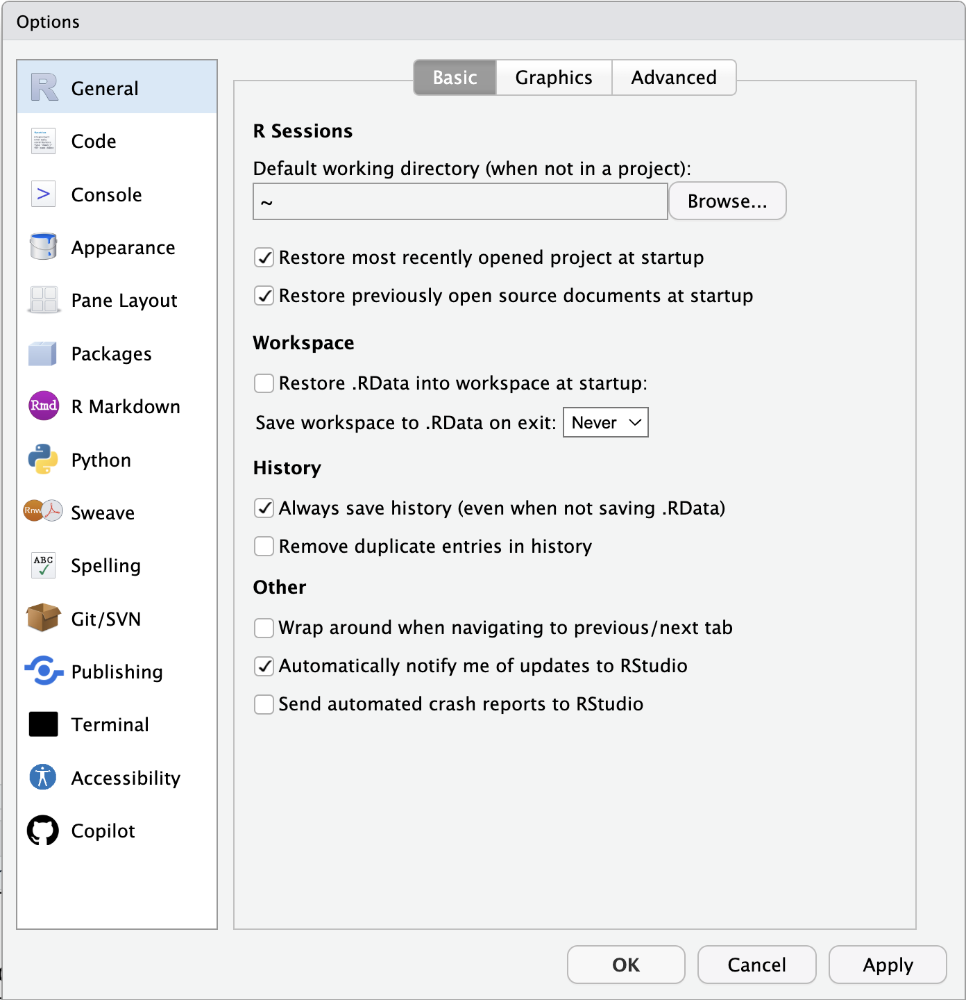 Options
General
Code
Console
Appearance
Pane Layout
Packages
Rmd
R Markdown
Python
Rnw
Sweave
ABC
Spelling
Git/SVN
Publishing
Terminal
Accessibility
Copilot
Basic
Graphics
Advanced
R Sessions
Default working directory (when not in a project):
~
Browse...
Restore most recently opened project at startup
Restore previously open source documents at startup
Workspace
Restore .RData into workspace at startup:
Save workspace to .RData on exit: Never
History
Always save history (even when not saving .RData)
Remove duplicate entries in history
Other
Wrap around when navigating to previous/next tab
Automatically notify me of updates to RStudio
Send automated crash reports to RStudio
OK
Cancel
Apply